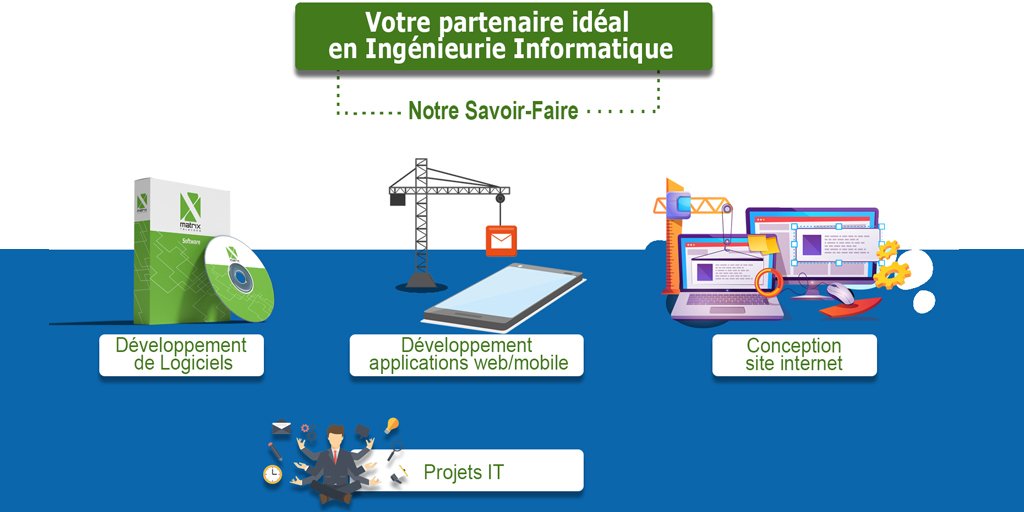 Votre partenaire idéal
en Ingénieurie Informatique
Notre Savoir-Faire
matrix
Software
Développement
de Logiciels
Développement
applications web/mobile
Conception
site internet
Projets IT